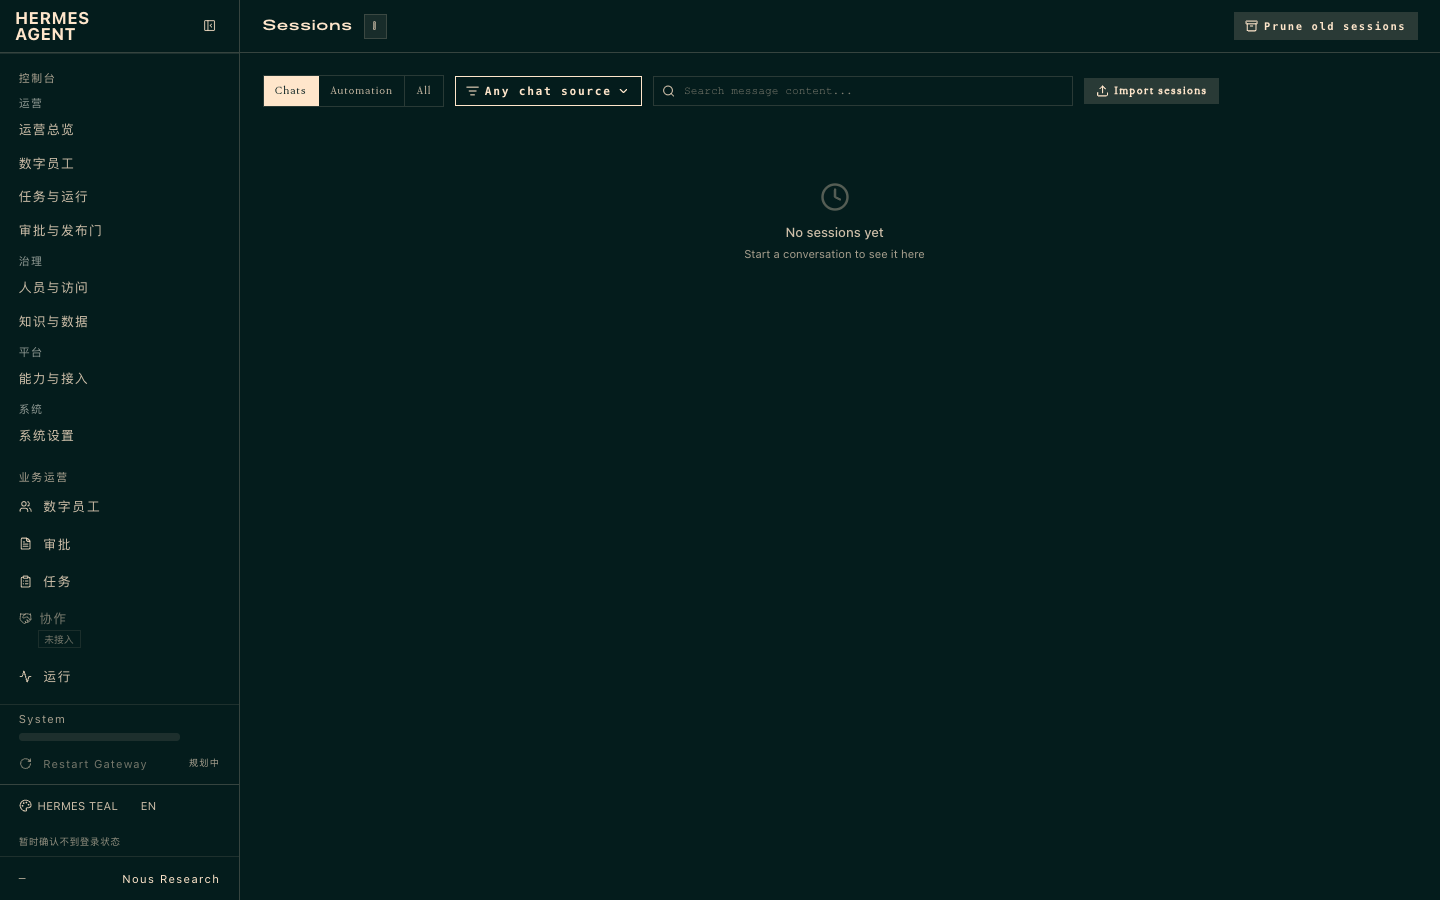 HERMES
AGENT
控制台
运营
运营总览
数字员工
任务与运行
审批与发布门
治理
人员与访问
知识与数据
平台
能力与接入
系统
系统设置
业务运营
数字员工
审批
任务
协作
未接入
运行
System
Restart Gateway 规划中
HERMES TEAL EN
暂时确认不到登录状态
— Nous Research
Sessions
Prune old sessions
Chats Automation All Any chat source Search message content... Import sessions
No sessions yet
Start a conversation to see it here